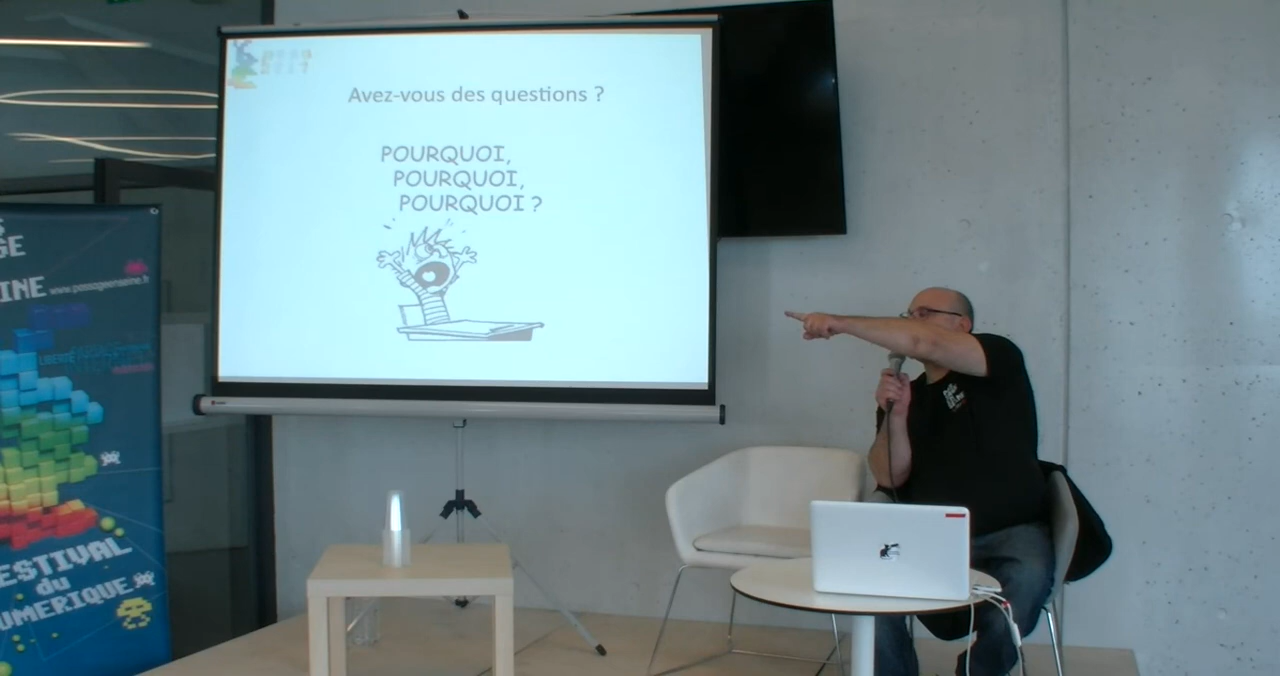 Avez-vous des questions ?
POURQUOI,
POURQUOI,
POURQUOI ?
GE
INE www.passageenseine.fr
ESTIVAL
du
UMERIQUE